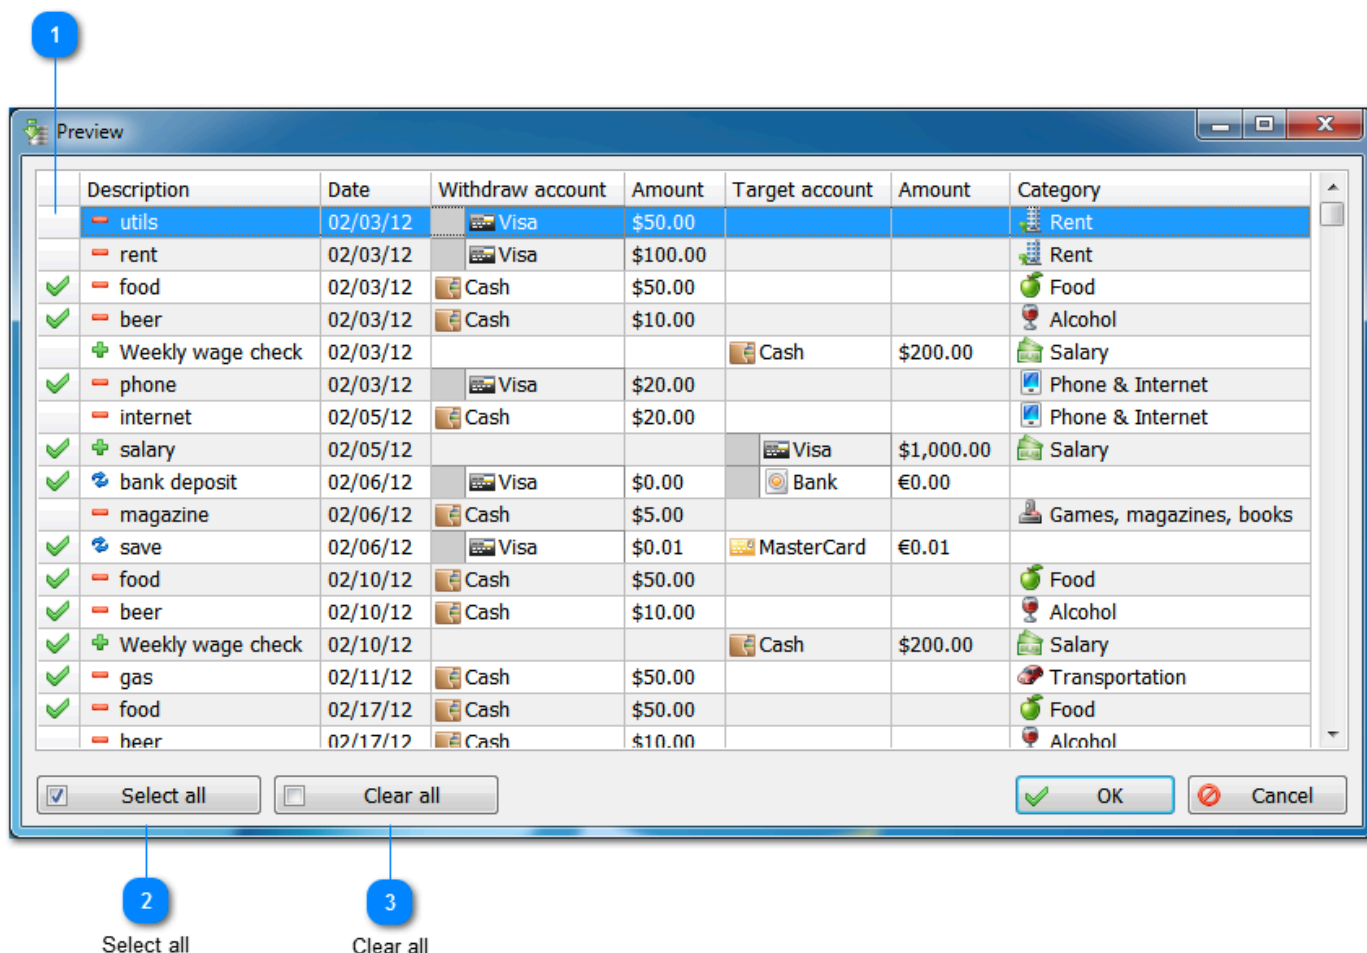 1
Preview
Description Date Withdraw account Amount Target account Amount Category
utils 02/03/12 Visa $50.00 Rent
rent 02/03/12 Visa $100.00 Rent
food 02/03/12 Cash $50.00 Food
beer 02/03/12 Cash $10.00 Alcohol
Weekly wage check 02/03/12 Cash $200.00 Salary
phone 02/03/12 Visa $20.00 Phone & Internet
internet 02/05/12 Cash $20.00 Phone & Internet
salary 02/05/12 Visa $1,000.00 Salary
bank deposit 02/06/12 Visa $0.00 Bank €0.00
magazine 02/06/12 Cash $5.00 Games, magazines, books
save 02/06/12 Visa $0.01 MasterCard €0.01
food 02/10/12 Cash $50.00 Food
beer 02/10/12 Cash $10.00 Alcohol
Weekly wage check 02/10/12 Cash $200.00 Salary
gas 02/11/12 Cash $50.00 Transportation
food 02/17/12 Cash $50.00 Food
beer 02/17/12 Cash $10.00 Alcohol
Select all Clear all OK Cancel
2 3
Select all Clear all